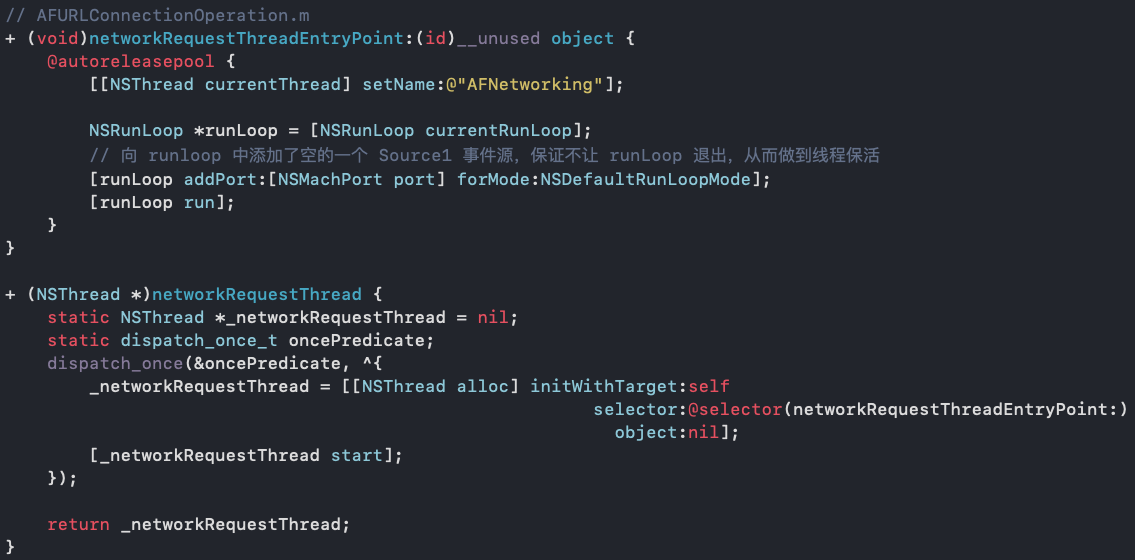 // AFURLConnectionOperation.m
+ (void)networkRequestThreadEntryPoint:(id)__unused object {
    @autoreleasepool {
        [[NSThread currentThread] setName:@"AFNetworking"];

        NSRunLoop *runLoop = [NSRunLoop currentRunLoop];
        // 向 runloop 中添加了空的一个 Source1 事件源，保证不让 runLoop 退出，从而做到线程保活
        [runLoop addPort:[NSMachPort port] forMode:NSDefaultRunLoopMode];
        [runLoop run];
    }
}

+ (NSThread *)networkRequestThread {
    static NSThread *_networkRequestThread = nil;
    static dispatch_once_t oncePredicate;
    dispatch_once(&oncePredicate, ^{
        _networkRequestThread = [[NSThread alloc] initWithTarget:self
                                                        selector:@selector(networkRequestThreadEntryPoint:)
                                                          object:nil];
        [_networkRequestThread start];
    });

    return _networkRequestThread;
}